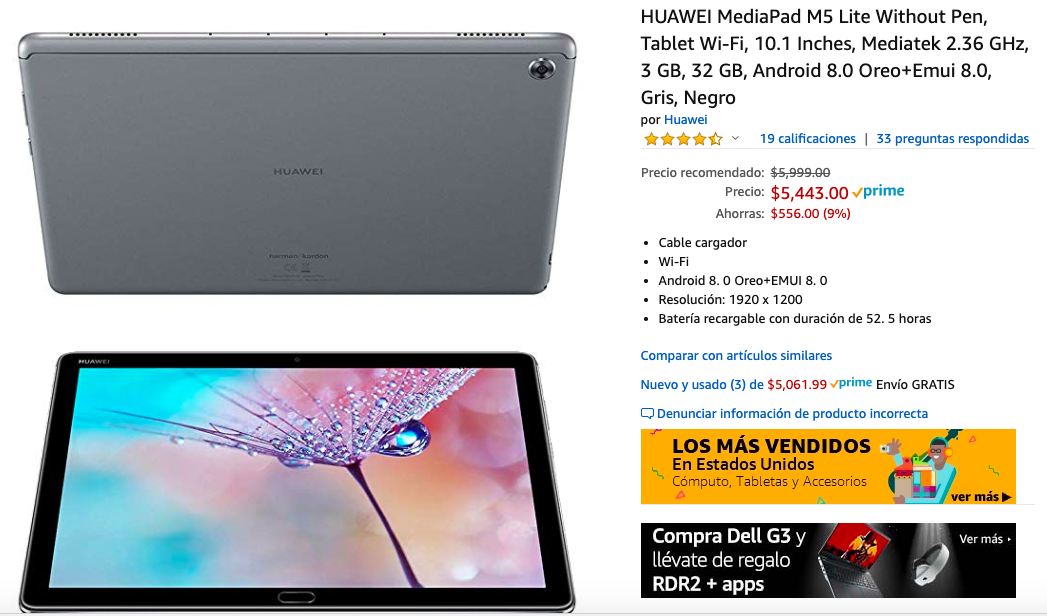 HUAWEI MediaPad M5 Lite Without Pen,
Tablet Wi-Fi, 10.1 Inches, Mediatek 2.36 GHz,
3 GB, 32 GB, Android 8.0 Oreo+Emui 8.0,
Gris, Negro
por Huawei
19 calificaciones | 33 preguntas respondidas
Precio recomendado: $5,999.00
Precio: $5,443.00 prime
Ahorras: $556.00 (9%)
• Cable cargador
• Wi-Fi
• Android 8. 0 Oreo+EMUI 8. 0
• Resolución: 1920 x 1200
• Batería recargable con duración de 52. 5 horas
Comparar con artículos similares
Nuevo y usado (3) de $5,061.99 prime Envío GRATIS
Denunciar información de producto incorrecta
LOS MÁS VENDIDOS
En Estados Unidos
Cómputo, Tabletas y Accesorios
ver más
Compra Dell G3 y
llévate de regalo
RDR2 + apps
Ver más
HUAWEI
harman/kardon
HUAWEI